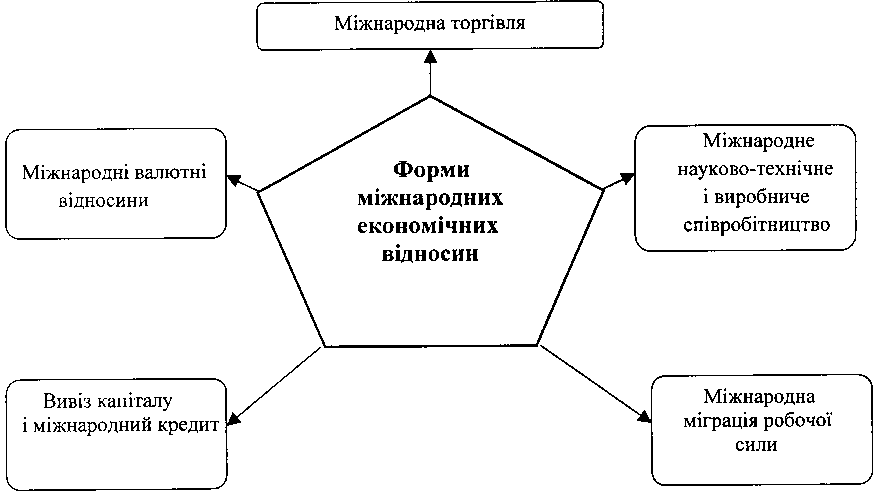 Міжнародна торгівля
Міжнародні валютні
відносини
Форми
міжнародних
економічних
відносин
Міжнародне
науково-технічне
і виробниче
співробітництво
Вивіз капіталу
і міжнародний кредит
Міжнародна
міграція робочої
сили